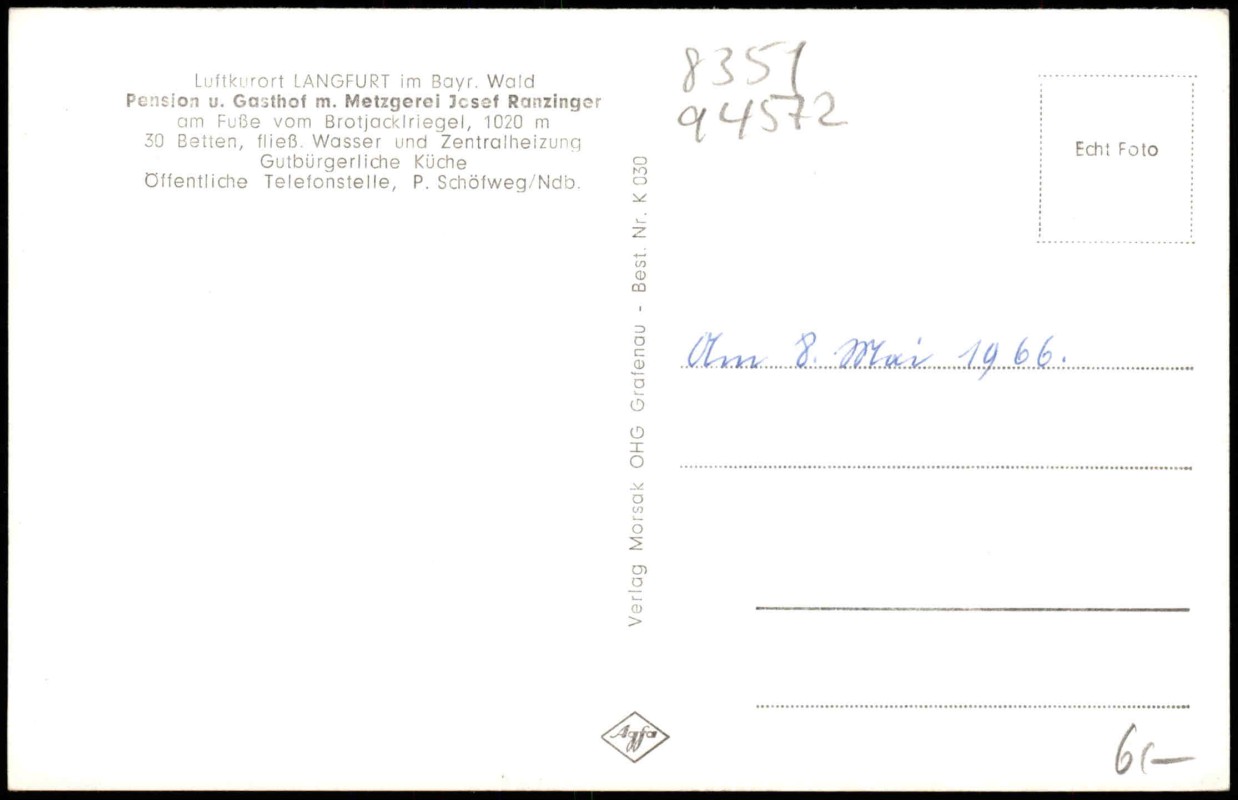 Luftkurort LANGFURT im Bayr. Wald
Pension u. Gasthof m. Metzgerei Josef Ranzinger
am Fuße vom Brotjacklriegel, 1020 m
30 Betten, fließ. Wasser und Zentralheizung
Gutbürgerliche Küche
Öffentliche Telefonstelle, P. Schöfweg/Ndb.
Verlag Morsak OHG Grafenau - Best. Nr. K 030
Agfa
8351
94572
Echt Foto
Am 8. Mai 1966.
6,-